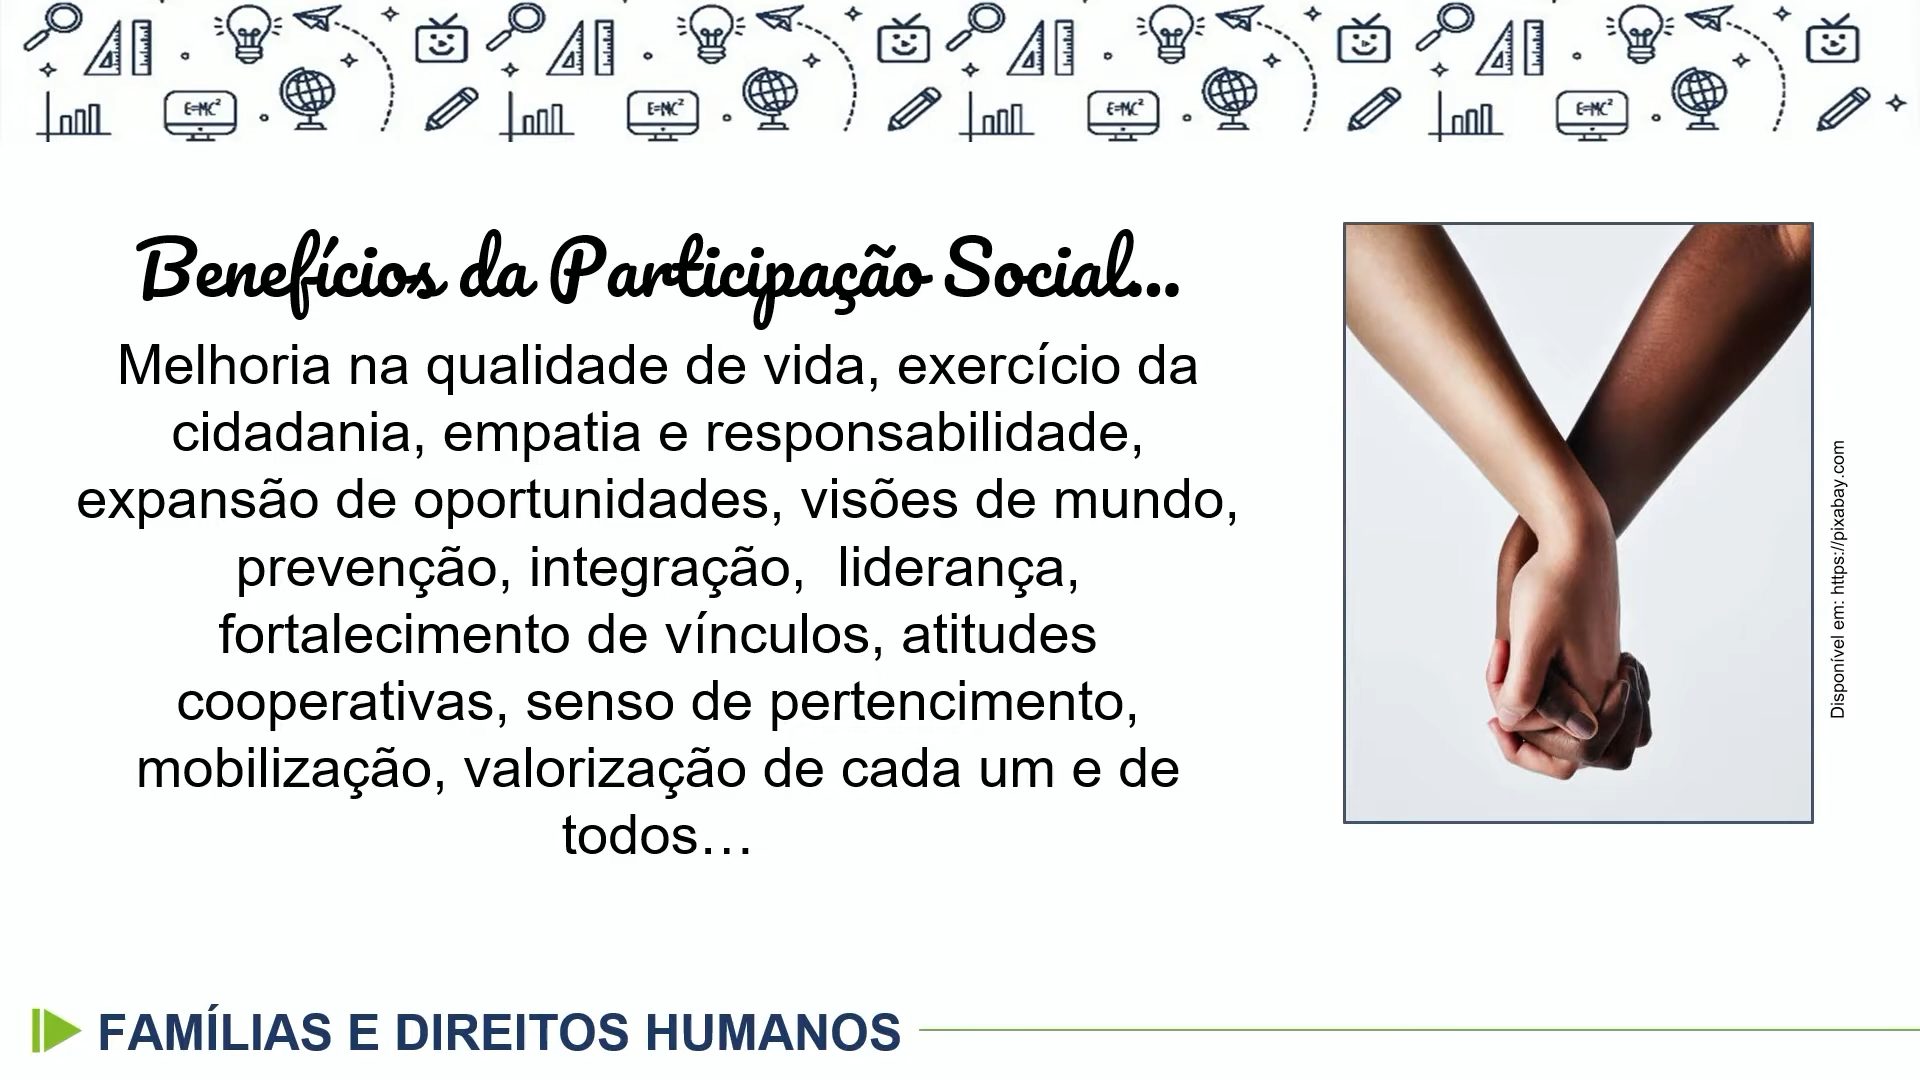 E=MC²
E=MC²
E=MC²
E=MC²
Benefícios da Participação Social...
Melhoria na qualidade de vida, exercício da
cidadania, empatia e responsabilidade,
expansão de oportunidades, visões de mundo,
prevenção, integração,  liderança,
fortalecimento de vínculos, atitudes
cooperativas, senso de pertencimento,
mobilização, valorização de cada um e de
todos…
Disponível em: https://pixabay.com
FAMÍLIAS E DIREITOS HUMANOS